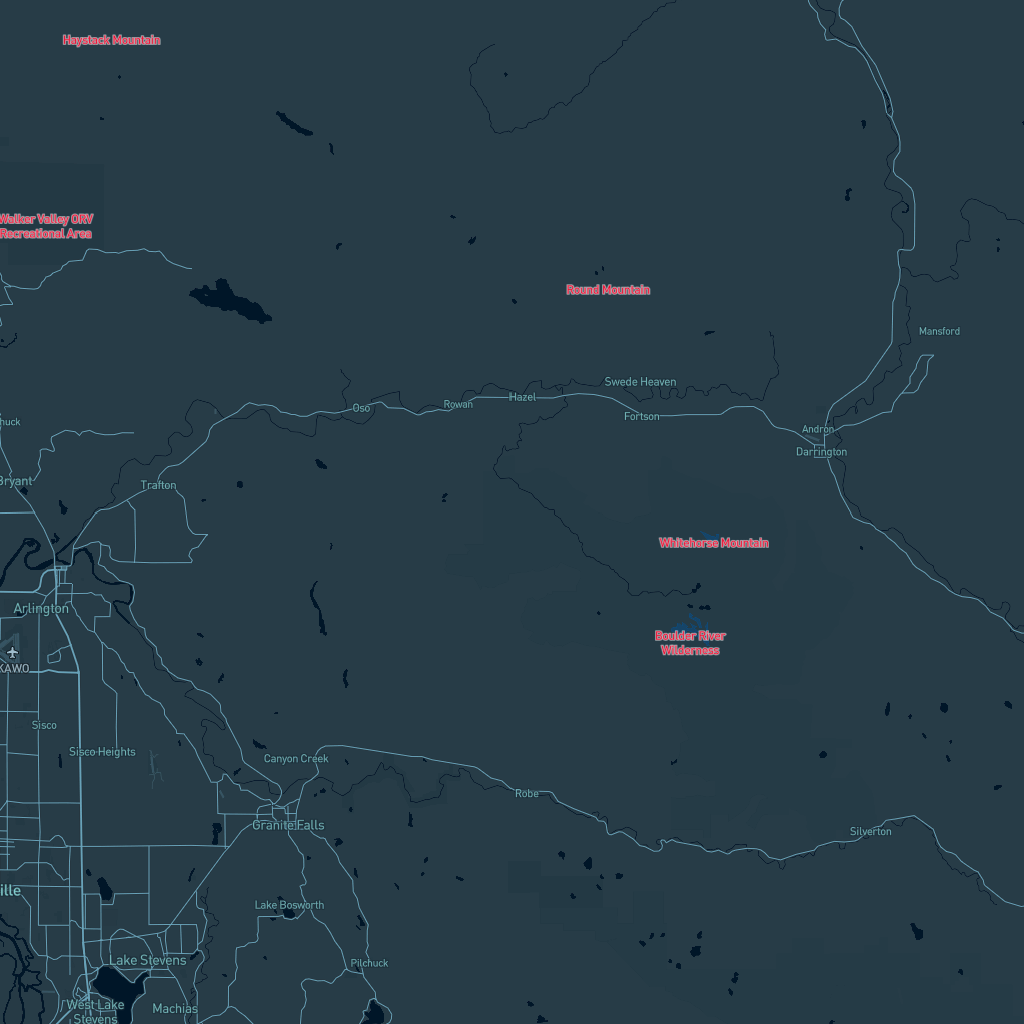 Haystack Mountain
Walker Valley ORV
Recreational Area
Round Mountain
Mansford
Swede Heaven
Hazel
Rowan
Oso
Fortson
huck
Andron
Darrington
Bryant
Trafton
Whitehorse Mountain
Arlington
Boulder River
Wilderness
KAWO
Sisco
Sisco Heights
Canyon Creek
Robe
Granite Falls
Silverton
ville
Lake Bosworth
Lake Stevens
Pilchuck
West Lake
Stevens
Machias